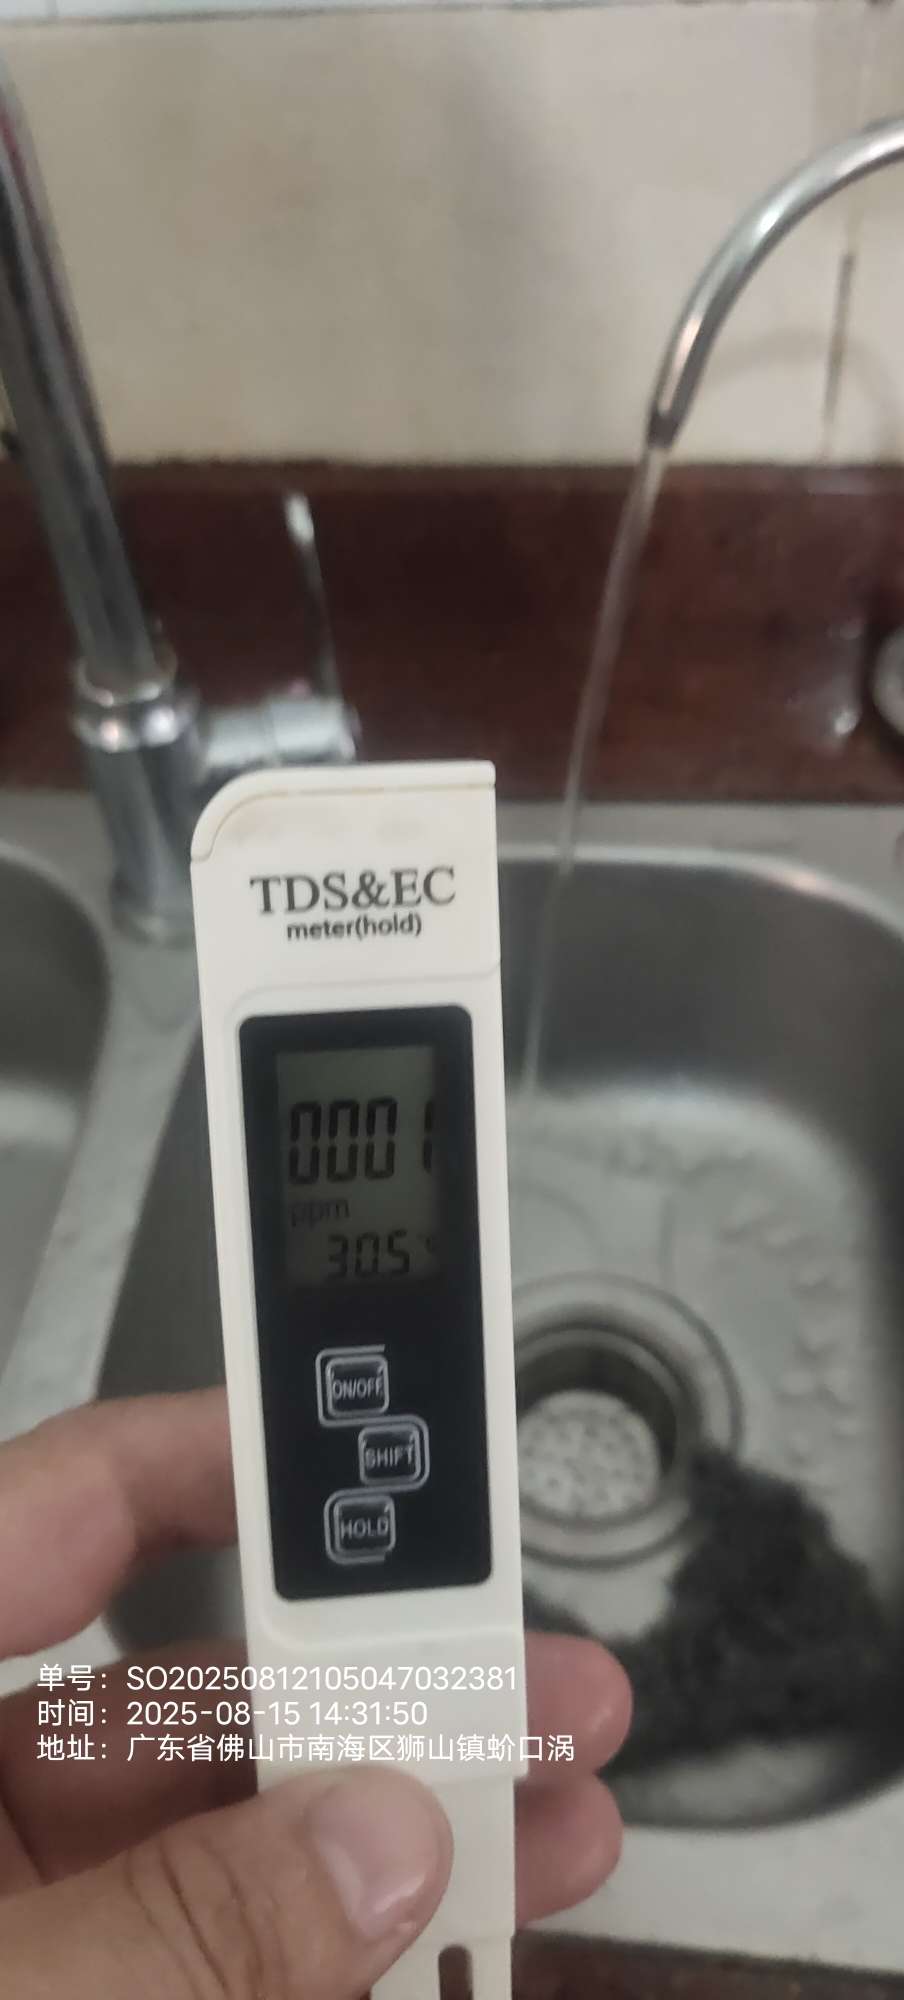 TDS&EC
meter(hold)
0001
ppm
30.5
ON/OFF
SHIFT
HOLD
单号：SO20250812105047032381
时间：2025-08-15 14:31:50
地址：广东省佛山市南海区狮山镇蚧口涡